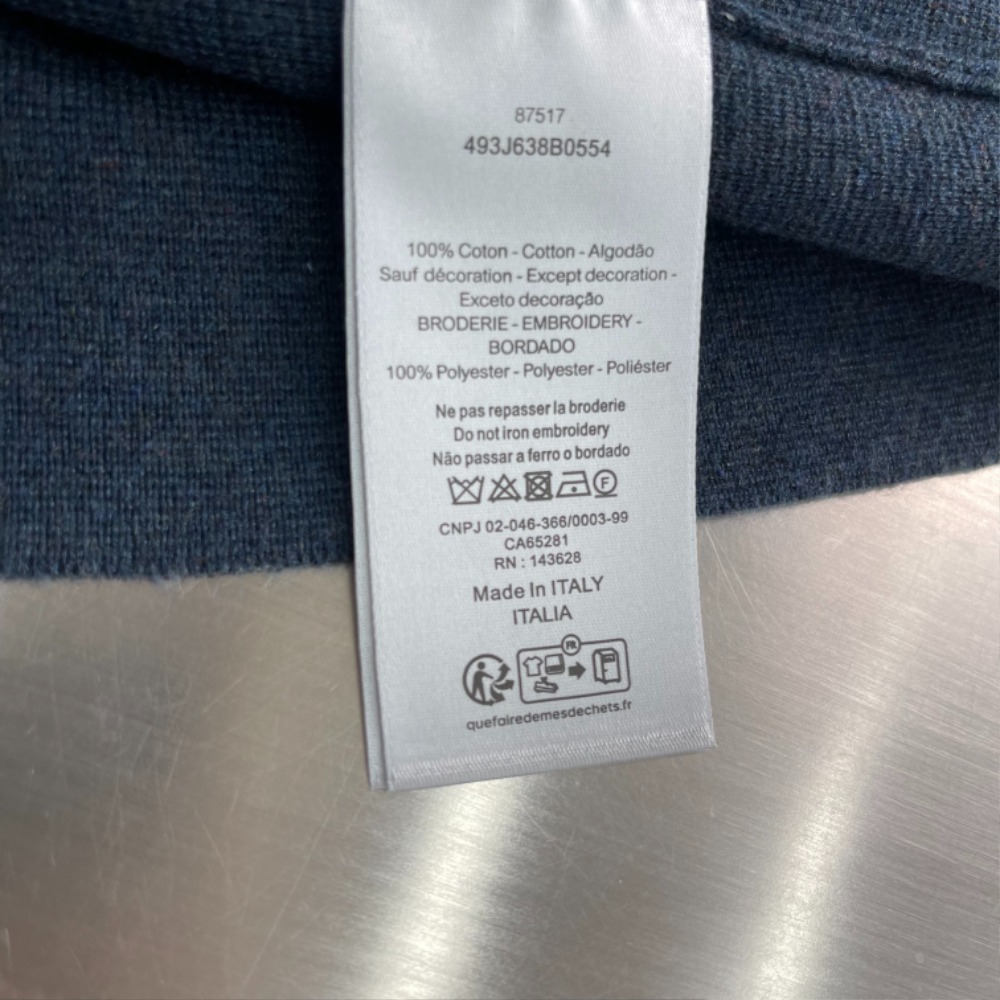 87517
493J638B0554
100% Coton - Cotton - Algodão
Sauf décoration - Except decoration -
Exceto decoração
BRODERIE - EMBROIDERY -
BORDADO
100% Polyester - Polyester - Poliéster
Ne pas repasser la broderie
Do not iron embroidery
Não passar a ferro o bordado
F
CNPJ 02-046-366/0003-99
CA65281
RN : 143628
Made In ITALY
ITALIA
FR
quefairedemesdechets.fr